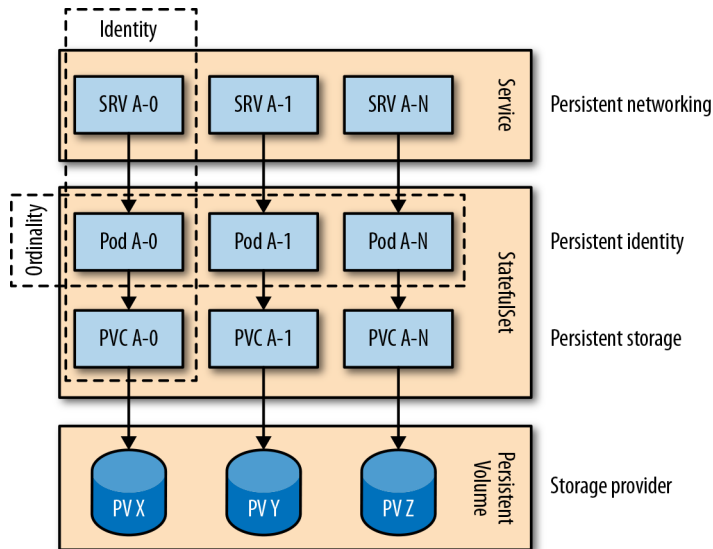 Identity
SRV A-0
SRV A-1
SRV A-N
Service
Persistent networking
Ordinality
Pod A-0
Pod A-1
Pod A-N
StatefulSet
Persistent identity
PVC A-0
PVC A-1
PVC A-N
Persistent storage
PV X
PV Y
PV Z
Persistent
Volume
Storage provider